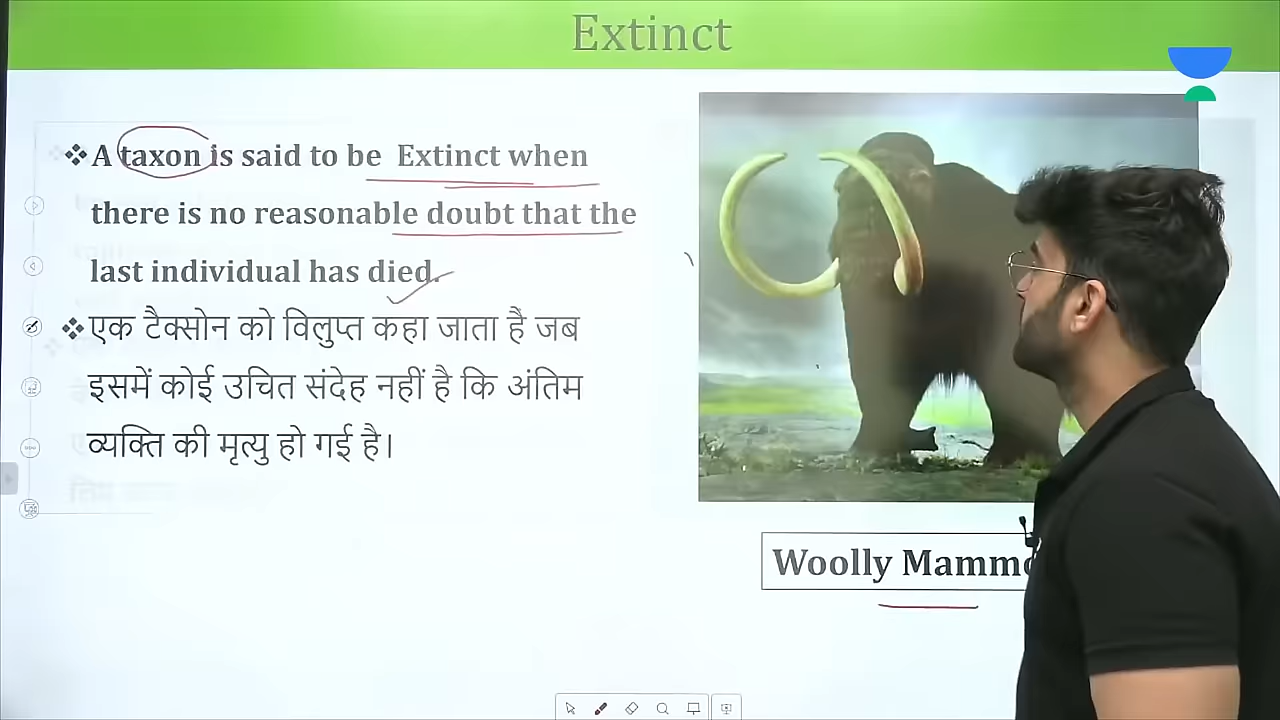 Extinct
❖A taxon is said to be Extinct when
there is no reasonable doubt that the
last individual has died.
❖एक टैक्सोन को विलुप्त कहा जाता है जब
इसमें कोई उचित संदेह नहीं है कि अंतिम
व्यक्ति की मृत्यु हो गई है।
Woolly